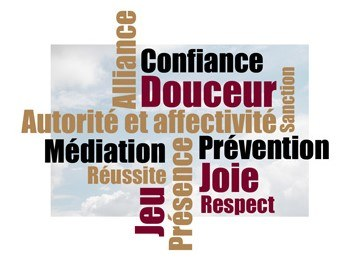 Alliance
Confiance
Douceur
Sanction
Autorité et affectivité
Médiation
Prévention
Réussite
Présence
Joie
Jeu
Respect